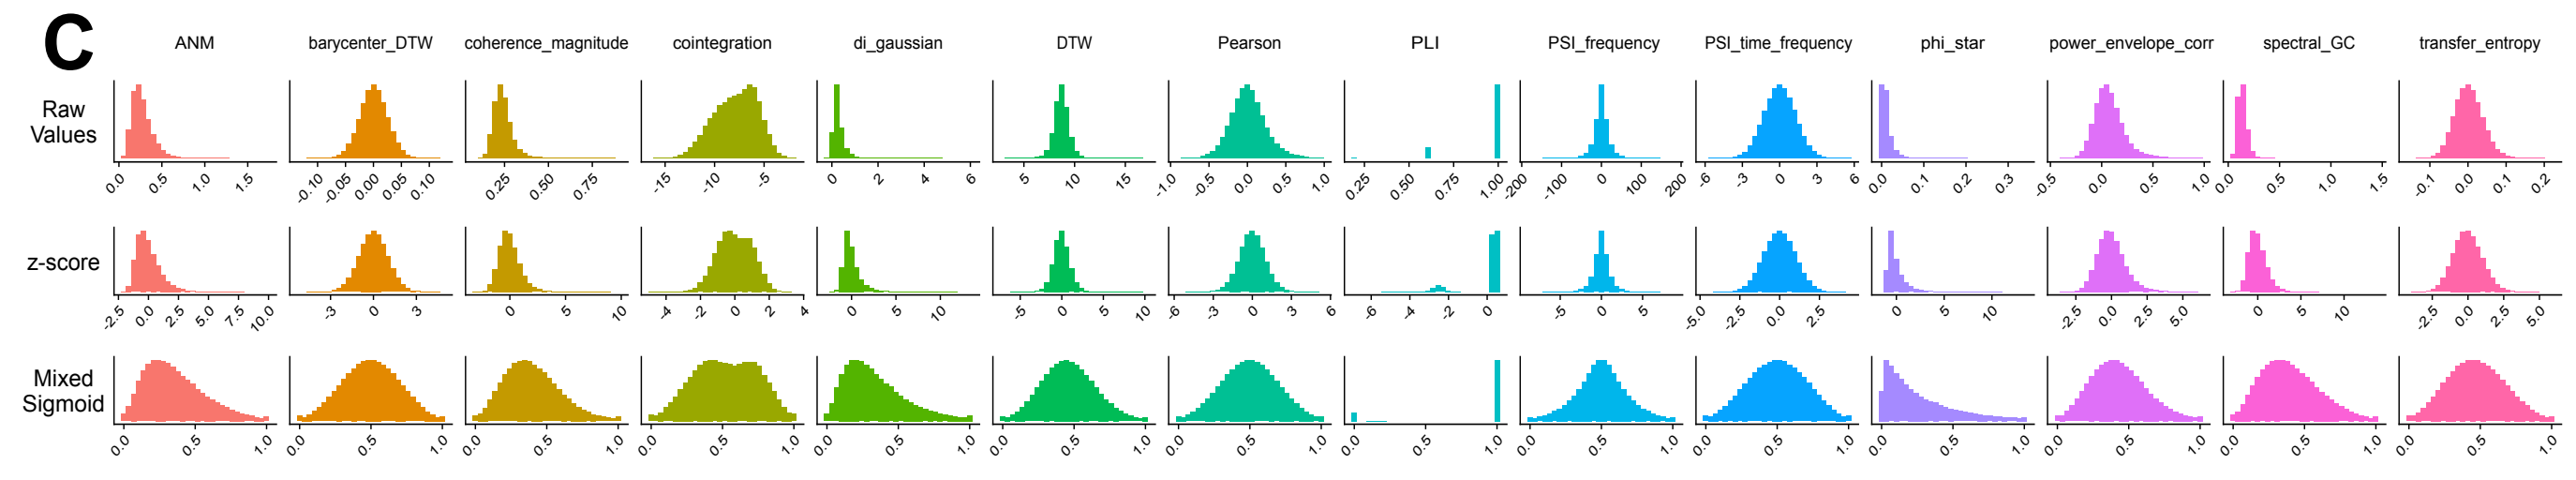 C
ANM barycenter_DTW coherence_magnitude cointegration di_gaussian DTW Pearson PLI PSI_frequency PSI_time_frequency phi_star power_envelope_corr spectral_GC transfer_entropy
Raw
Values
0.0 0.5 1.0 1.5 -0.10 -0.05 0.00 0.05 0.10 0.25 0.50 0.75 -15 -10 -5 0 2 4 6 5 10 15 -1.0 -0.5 0.0 0.5 1.0 0.25 0.50 0.75 1.00 -200 -100 0 100 200 -6 -3 0 3 6 0.0 0.1 0.2 0.3 -0.5 0.0 0.5 1.0 0.0 0.5 1.0 1.5 -0.1 0.0 0.1 0.2
z-score
-2.5 0.0 2.5 5.0 7.5 10.0 -3 0 3 0 5 10 -4 -2 0 2 4 0 5 10 -5 0 5 10 -6 -3 0 3 6 -6 -4 -2 0 -5 0 5 -5.0 -2.5 0.0 2.5 0 5 10 -2.5 0.0 2.5 5.0 0 5 10 -2.5 0.0 2.5 5.0
Mixed
Sigmoid
0.0 0.5 1.0 0.0 0.5 1.0 0.0 0.5 1.0 0.0 0.5 1.0 0.0 0.5 1.0 0.0 0.5 1.0 0.0 0.5 1.0 0.0 0.5 1.0 0.0 0.5 1.0 0.0 0.5 1.0 0.0 0.5 1.0 0.0 0.5 1.0 0.0 0.5 1.0 0.0 0.5 1.0